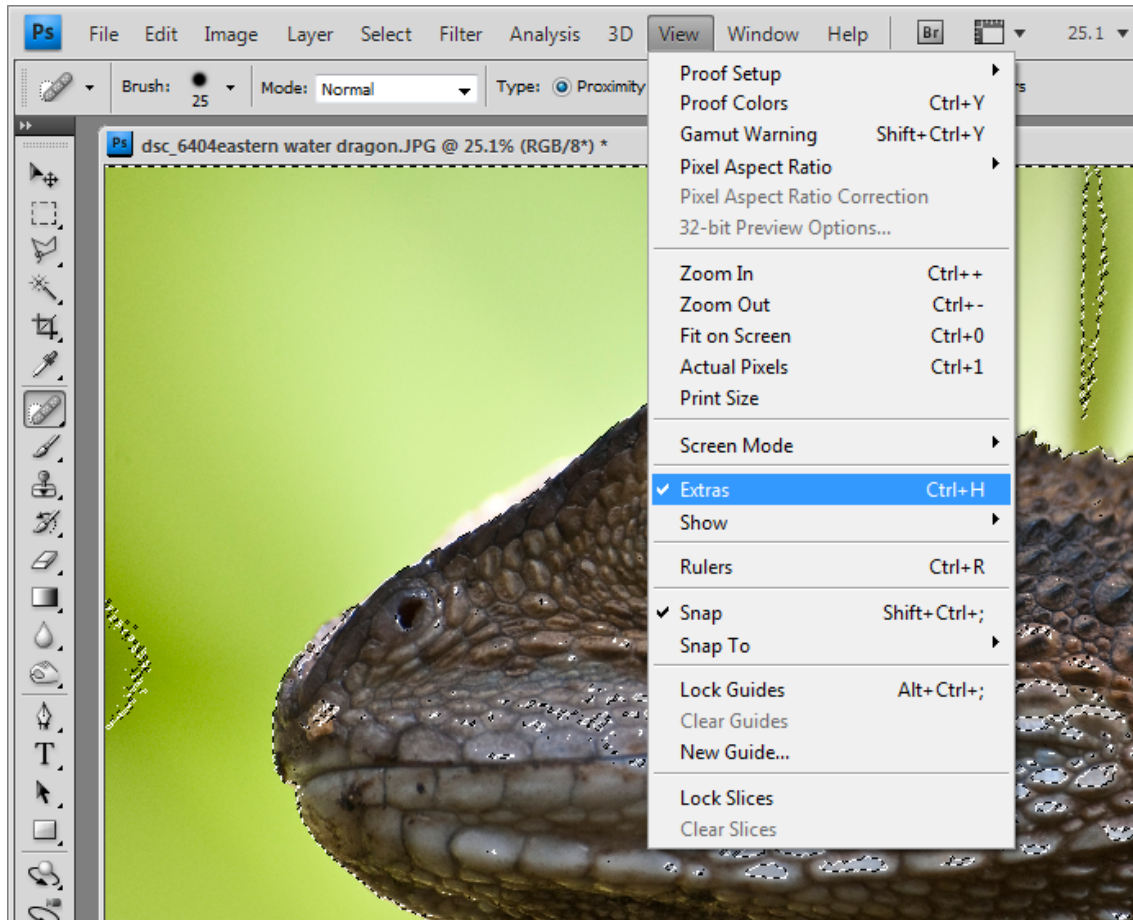 Ps File Edit Image Layer Select Filter Analysis 3D View Window Help Br 25.1
Brush: 25 Mode: Normal Type: Proximity
Ps dsc_6404eastern water dragon.JPG @ 25.1% (RGB/8*) *
Proof Setup
Proof Colors Ctrl+Y
Gamut Warning Shift+Ctrl+Y
Pixel Aspect Ratio
Pixel Aspect Ratio Correction
32-bit Preview Options...
Zoom In Ctrl++
Zoom Out Ctrl+-
Fit on Screen Ctrl+0
Actual Pixels Ctrl+1
Print Size
Screen Mode
Extras Ctrl+H
Show
Rulers Ctrl+R
Snap Shift+Ctrl+;
Snap To
Lock Guides Alt+Ctrl+;
Clear Guides
New Guide...
Lock Slices
Clear Slices
T